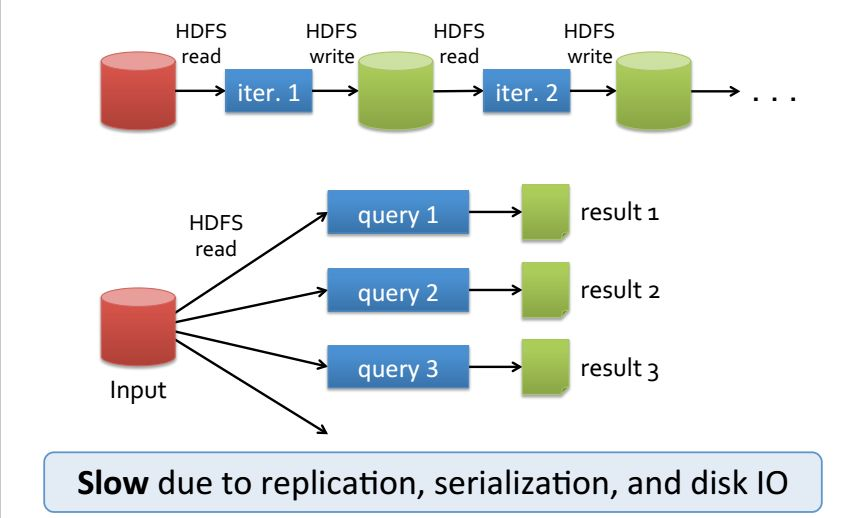 HDFS read
HDFS write
HDFS read
HDFS write
iter. 1
iter. 2
. . .
HDFS read
query 1
result 1
query 2
result 2
query 3
result 3
Input
Slow due to replication, serialization, and disk IO